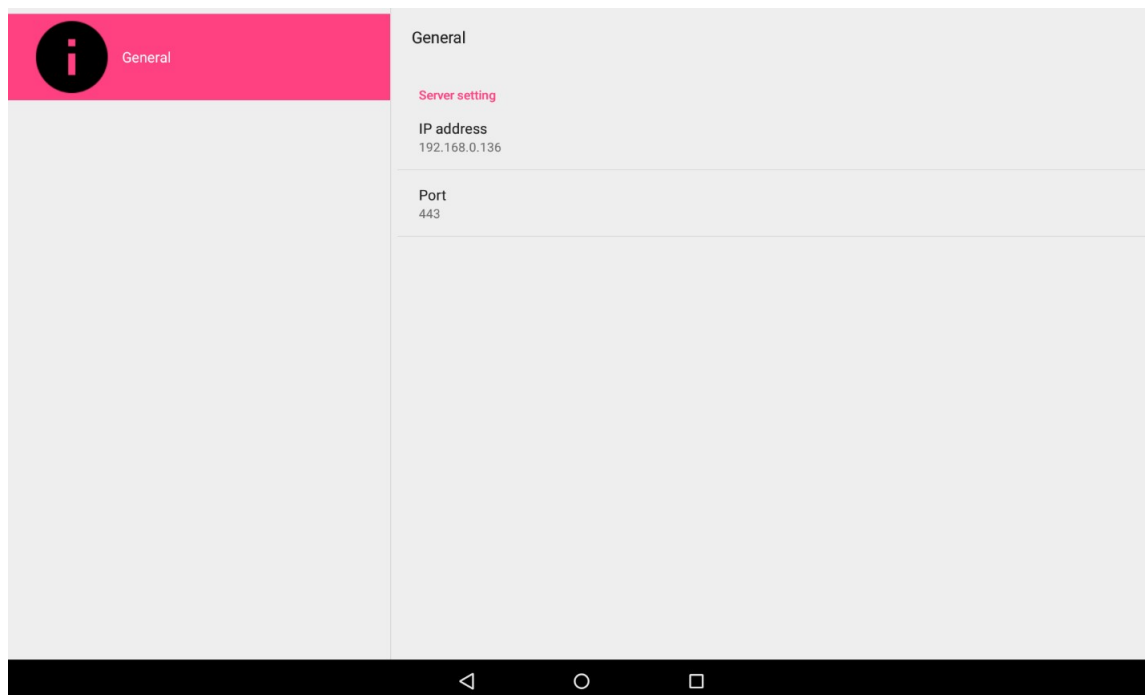 General
General
Server setting
IP address
192.168.0.136
Port
443